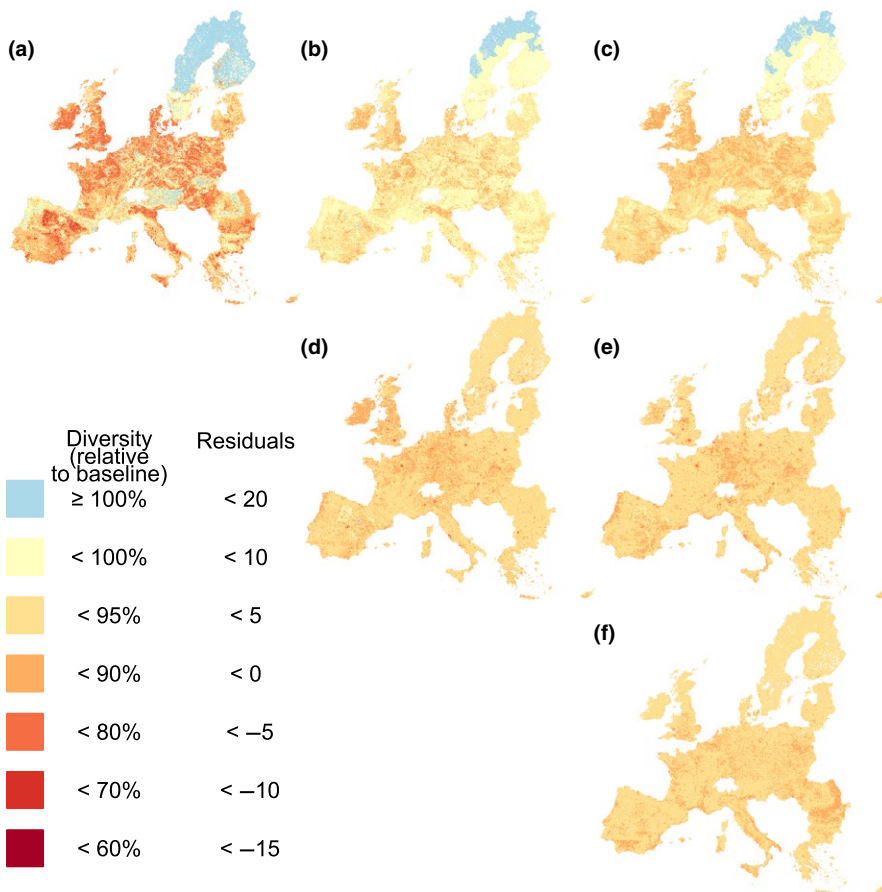 (a)
(b)
(c)
(d)
(e)
(f)
Diversity
(relative
to baseline)
Residuals
≥ 100%
< 20
< 100%
< 10
< 95%
< 5
< 90%
< 0
< 80%
< –5
< 70%
< –10
< 60%
< –15